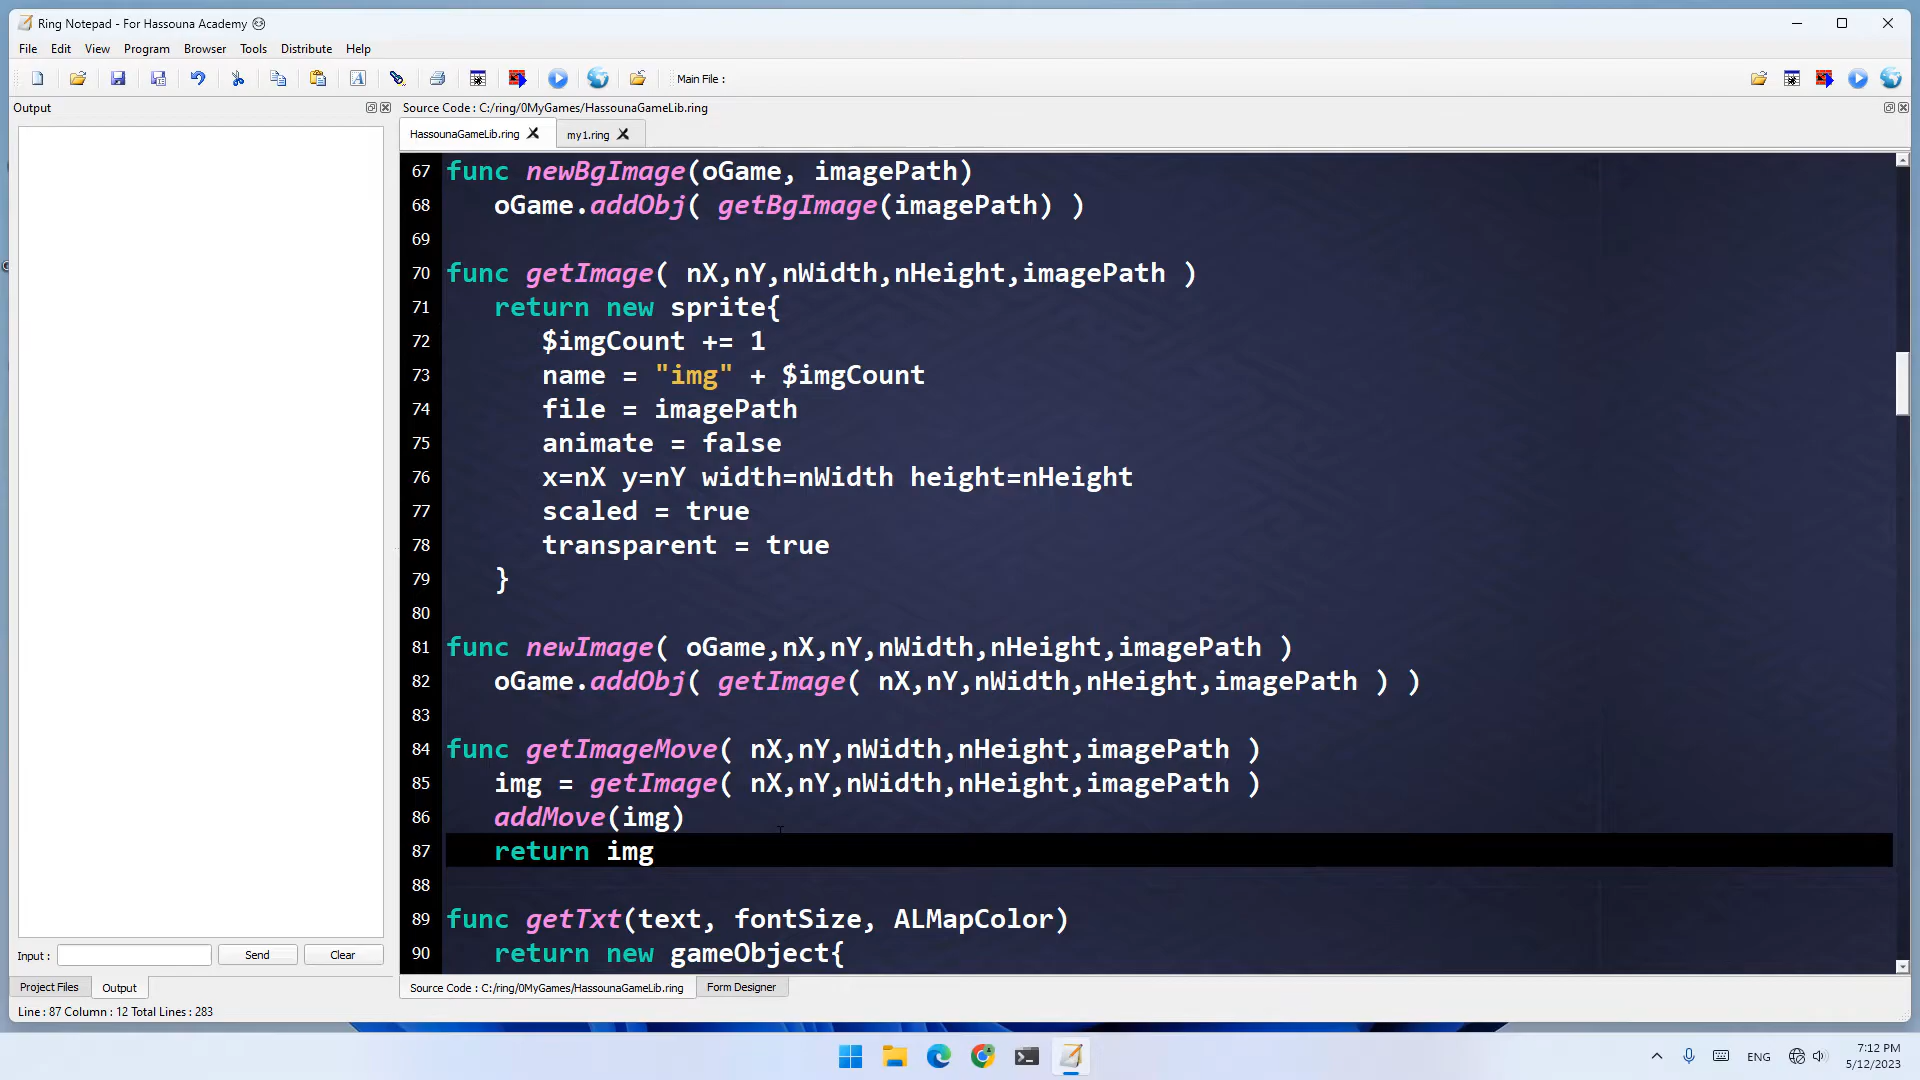 Ring Notepad - For Hassouna Academy
File Edit View Program Browser Tools Distribute Help
Main File :
Output
Source Code : C:/ring/0MyGames/HassounaGameLib.ring
HassounaGameLib.ring my1.ring
67 func newBgImage(oGame, imagePath)
68 oGame.addObj( getBgImage(imagePath) )
69
70 func getImage( nX,nY,nWidth,nHeight,imagePath )
71 return new sprite{
72 $imgCount += 1
73 name = "img" + $imgCount
74 file = imagePath
75 animate = false
76 x=nX y=nY width=nWidth height=nHeight
77 scaled = true
78 transparent = true
79 }
80
81 func newImage( oGame,nX,nY,nWidth,nHeight,imagePath )
82 oGame.addObj( getImage( nX,nY,nWidth,nHeight,imagePath ) )
83
84 func getImageMove( nX,nY,nWidth,nHeight,imagePath )
85 img = getImage( nX,nY,nWidth,nHeight,imagePath )
86 addMove(img)
87 return img
88
89 func getTxt(text, fontSize, ALMapColor)
90 return new gameObject{
Input : Send Clear
Project Files Output
Source Code : C:/ring/0MyGames/HassounaGameLib.ring Form Designer
Line : 87 Column : 12 Total Lines : 283
ENG
7:12 PM
5/12/2023